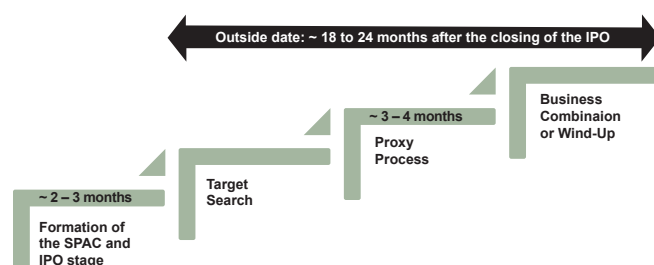 Outside date: ~ 18 to 24 months after the closing of the IPO
~ 2 – 3 months
Formation of
the SPAC and
IPO stage
Target
Search
~ 3 – 4 months
Proxy
Process
Business
Combinaion
or Wind-Up